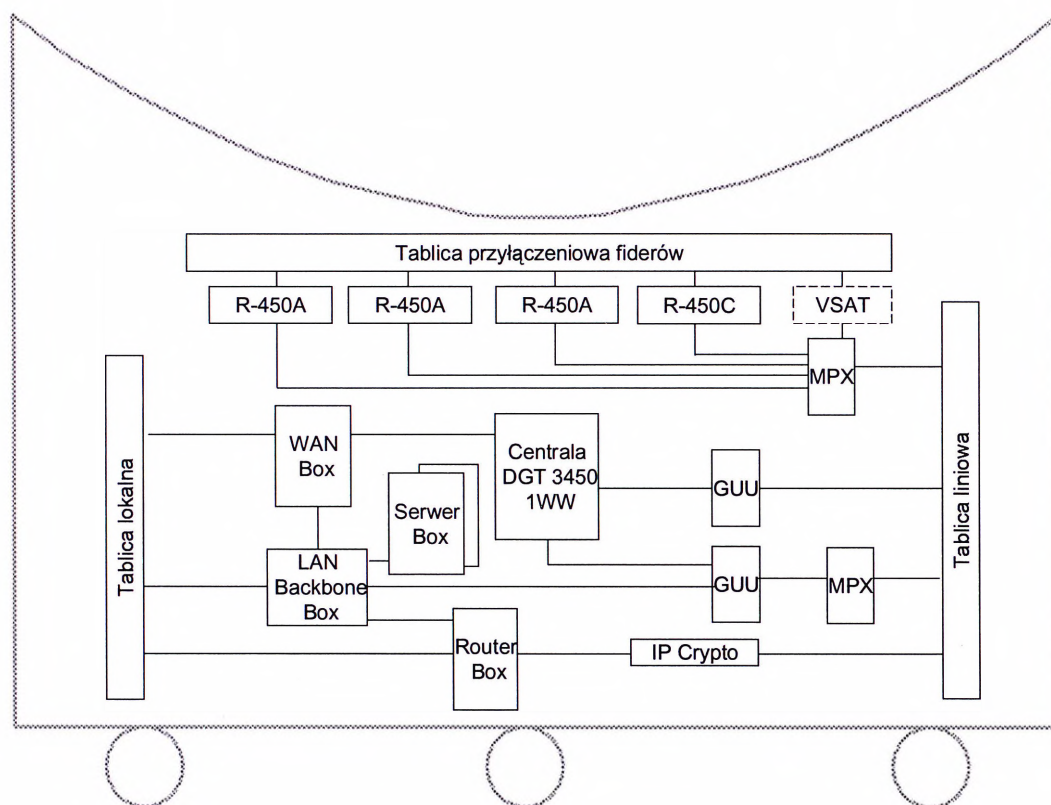 Tablica przyłączeniowa fiderów
R-450A
R-450A
R-450A
R-450C
VSAT
MPX
Tablica lokalna
WAN
Box
Centrala
DGT 3450
1WW
Serwer
Box
GUU
Tablica liniowa
LAN
Backbone
Box
GUU
MPX
Router
Box
IP Crypto